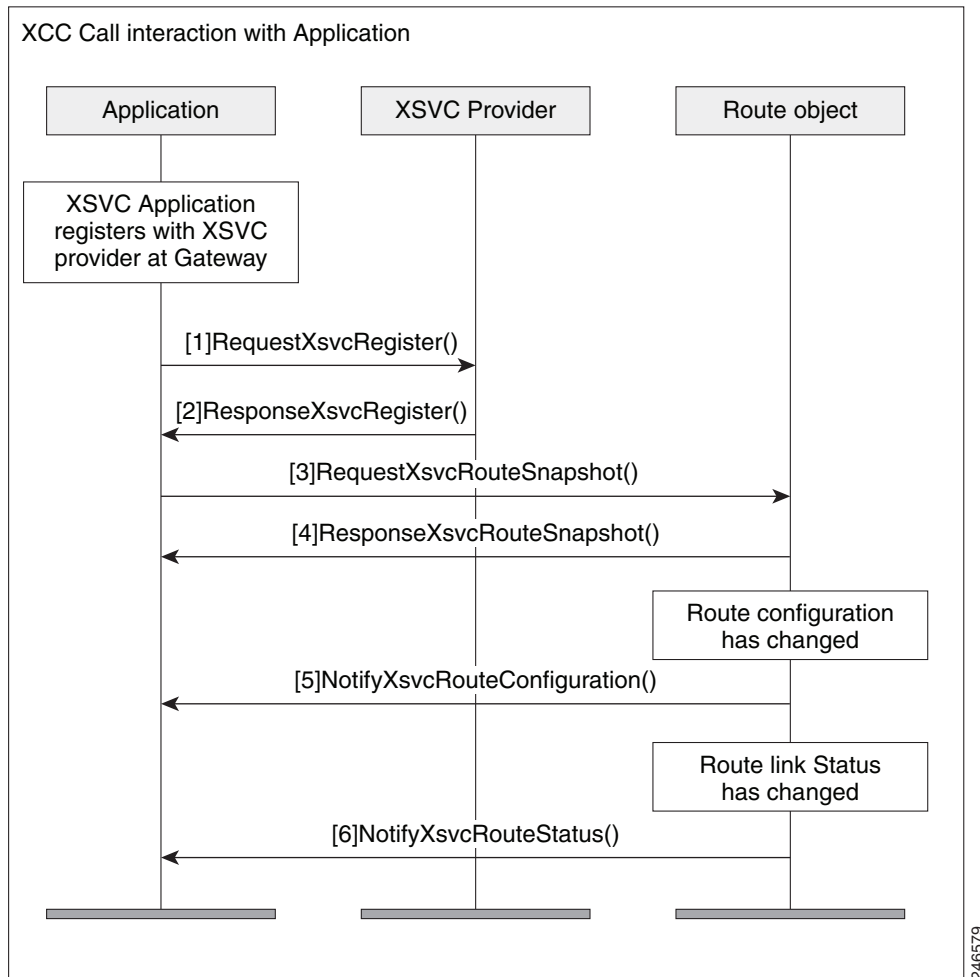 XCC Call interaction with Application
Application
XSVC Provider
Route object
XSVC Application
registers with XSVC
provider at Gateway
[1]RequestXsvcRegister()
[2]ResponseXsvcRegister()
[3]RequestXsvcRouteSnapshot()
[4]ResponseXsvcRouteSnapshot()
Route configuration
has changed
[5]NotifyXsvcRouteConfiguration()
Route link Status
has changed
[6]NotifyXsvcRouteStatus()
246579